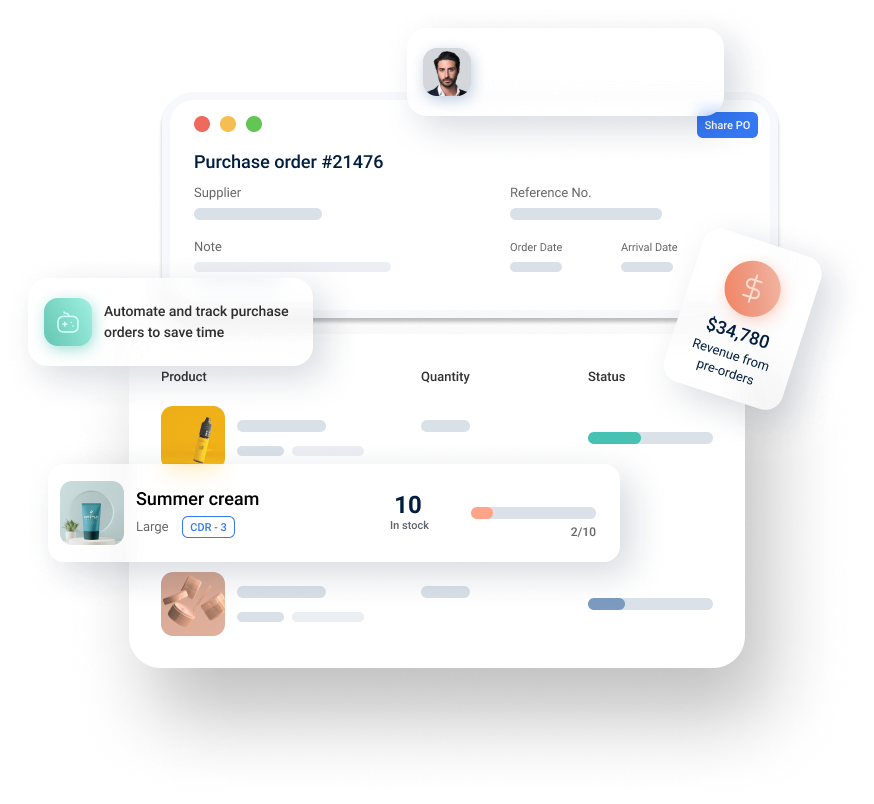 Share PO
Purchase order #21476
Supplier
Reference No.
Note
Order Date
Arrival Date
$34,780
Revenue from
pre-orders
Automate and track purchase
orders to save time
Product
Quantity
Status
Summer cream
Large
CDR - 3
10
In stock
2/10